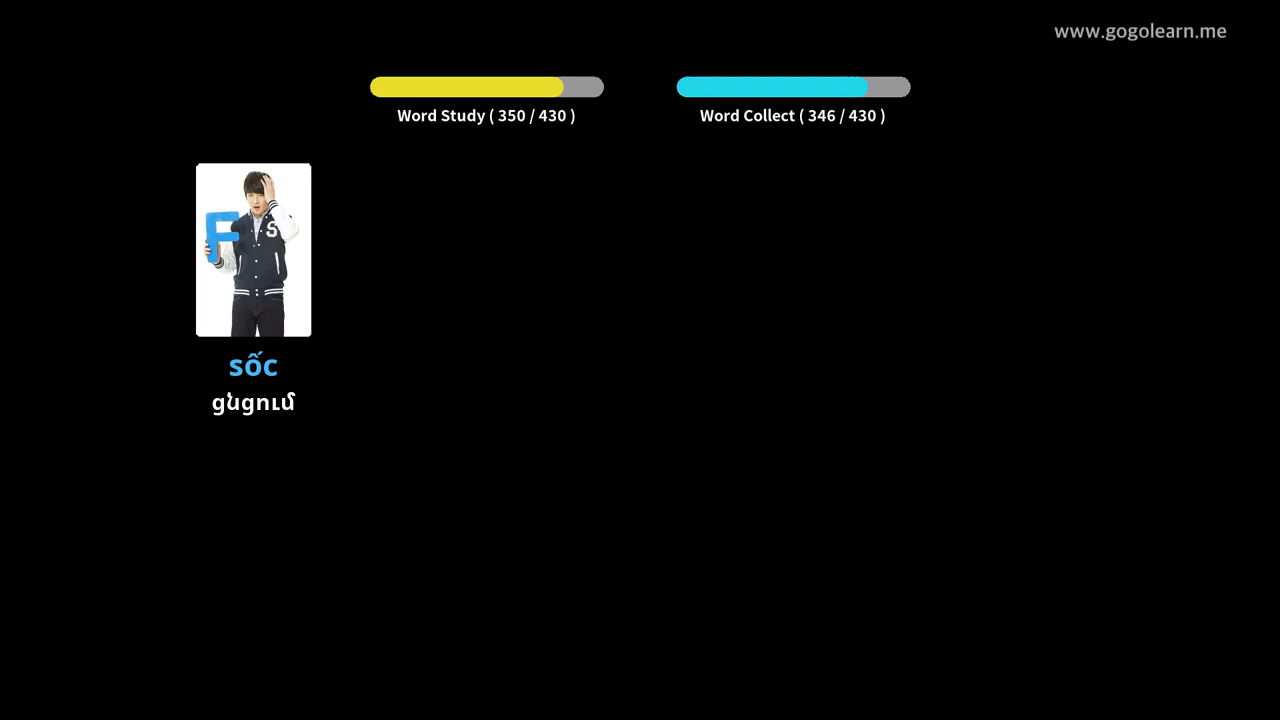 www.gogolearn.me
Word Study ( 350 / 430 )
Word Collect ( 346 / 430 )
F
S
sốc
ցնցում